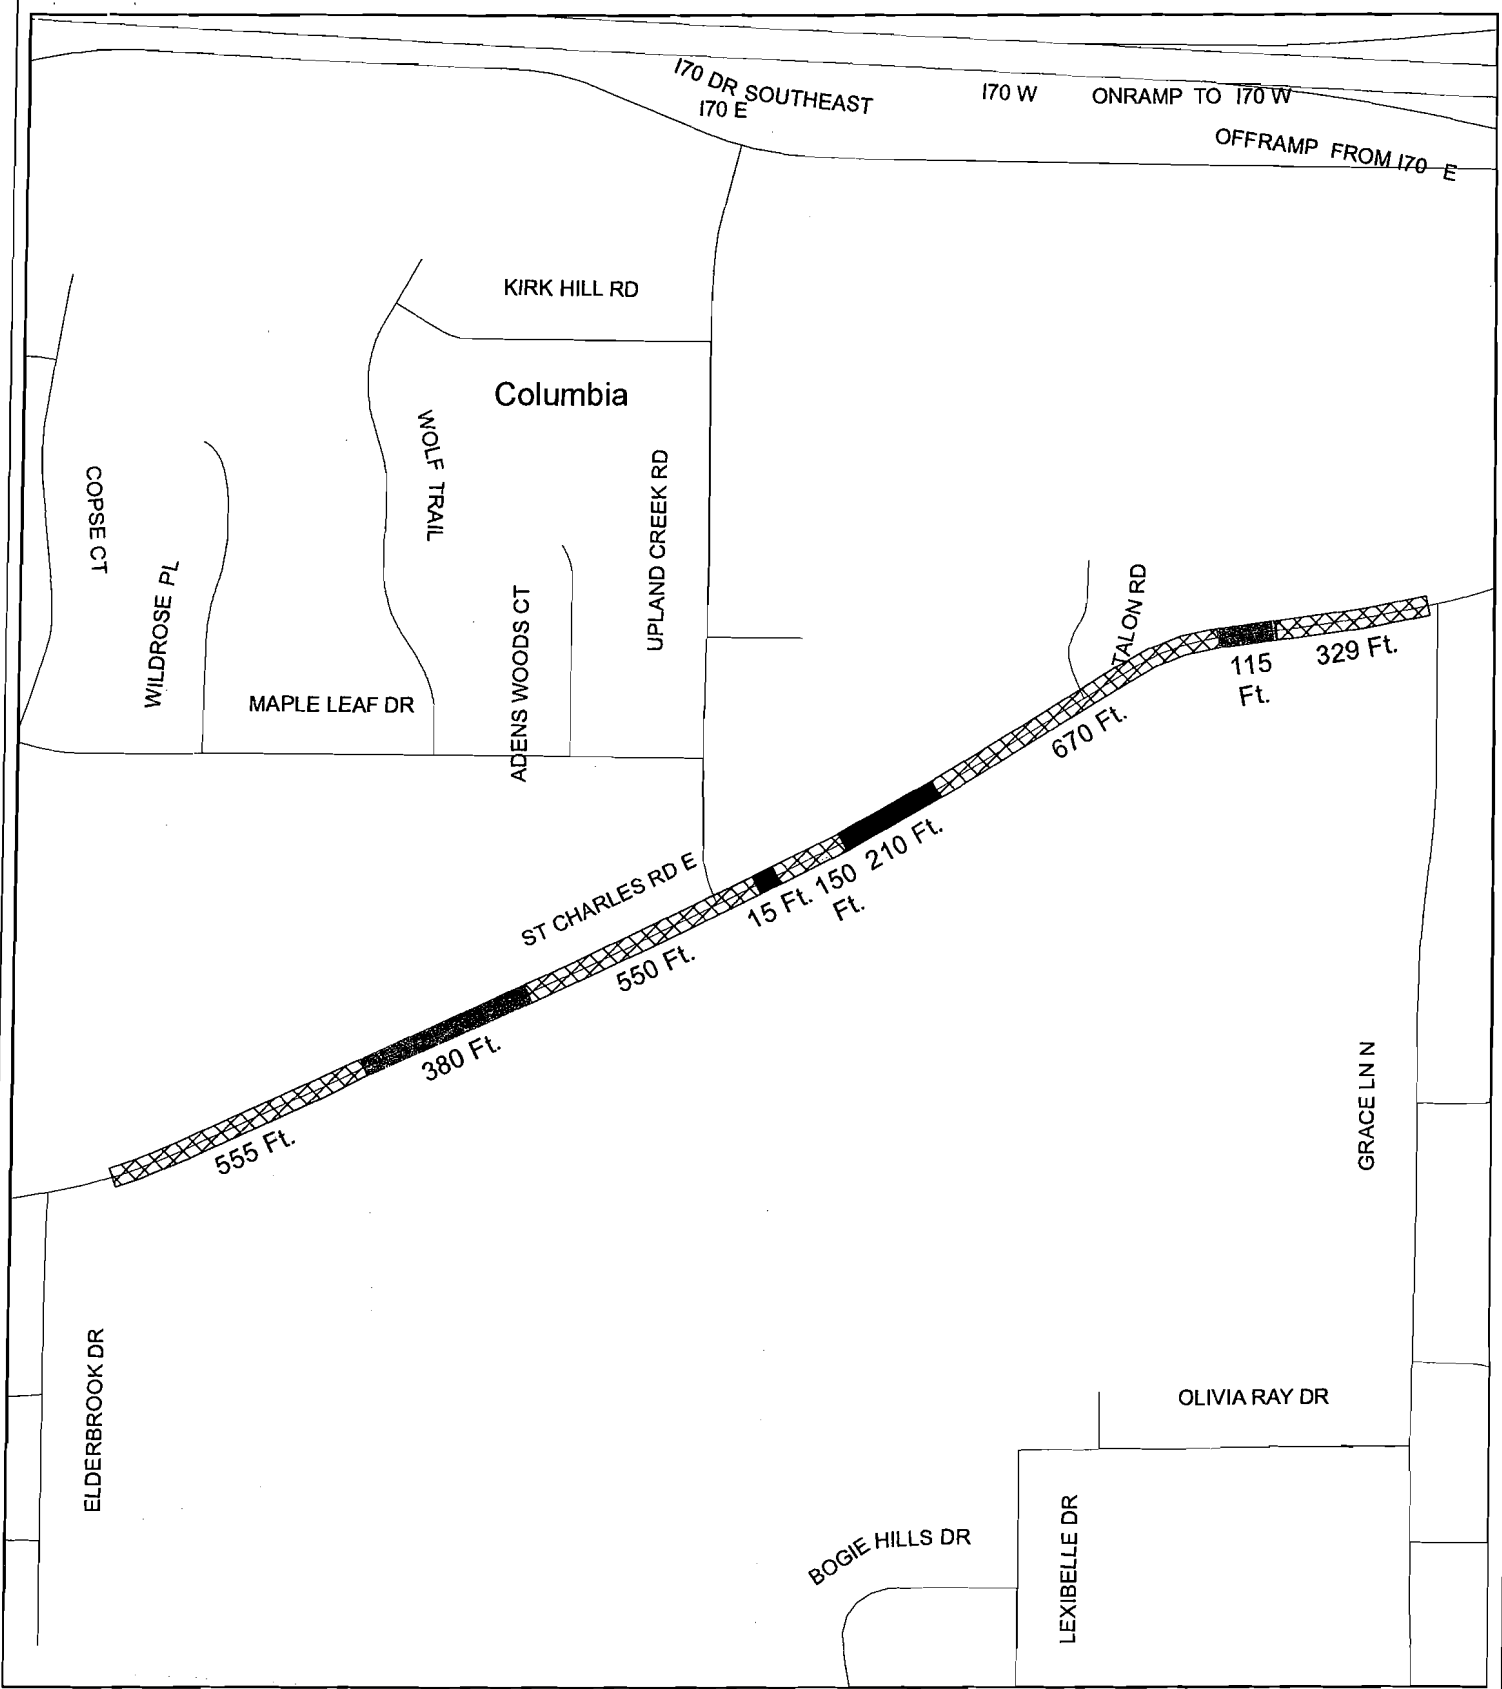 I70 DR SOUTHEAST
I70 E
I70 W
ONRAMP TO I70 W
OFFRAMP FROM I70 E
KIRK HILL RD
Columbia
WOLF TRAIL
COPSE CT
UPLAND CREEK RD
WILDROSE PL
ADENS WOODS CT
TALON RD
MAPLE LEAF DR
115
Ft.
329 Ft.
670 Ft.
210 Ft.
150
Ft.
15 Ft.
ST CHARLES RD E
550 Ft.
380 Ft.
555 Ft.
GRACE LN N
ELDERBROOK DR
OLIVIA RAY DR
LEXIBELLE DR
BOGIE HILLS DR